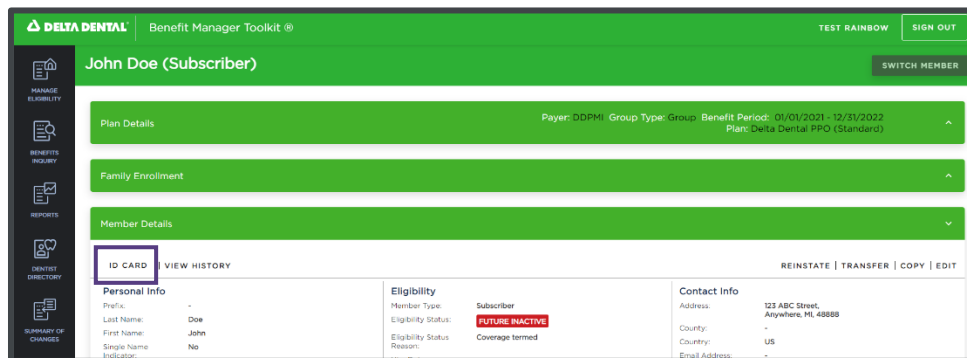 DELTA DENTAL Benefit Manager Toolkit ® TEST RAINBOW SIGN OUT
John Doe (Subscriber) SWITCH MEMBER
MANAGE
ELIGIBILITY
BENEFITS
INQUIRY
REPORTS
DENTIST
DIRECTORY
SUMMARY OF
CHANGES
Plan Details Payer: DDPMI Group Type: Group Benefit Period: 01/01/2021 - 12/31/2022
Plan: Delta Dental PPO (Standard)
Family Enrollment
Member Details
ID CARD | VIEW HISTORY REINSTATE | TRANSFER | COPY | EDIT
Personal Info
Prefix: -
Last Name: Doe
First Name: John
Single Name No
Indicator:
Eligibility
Member Type: Subscriber
Eligibility Status: FUTURE INACTIVE
Eligibility Status Coverage termed
Reason:
Contact Info
Address: 123 ABC Street,
Anywhere, MI, 48888
County: -
Country: US
Email Address: -